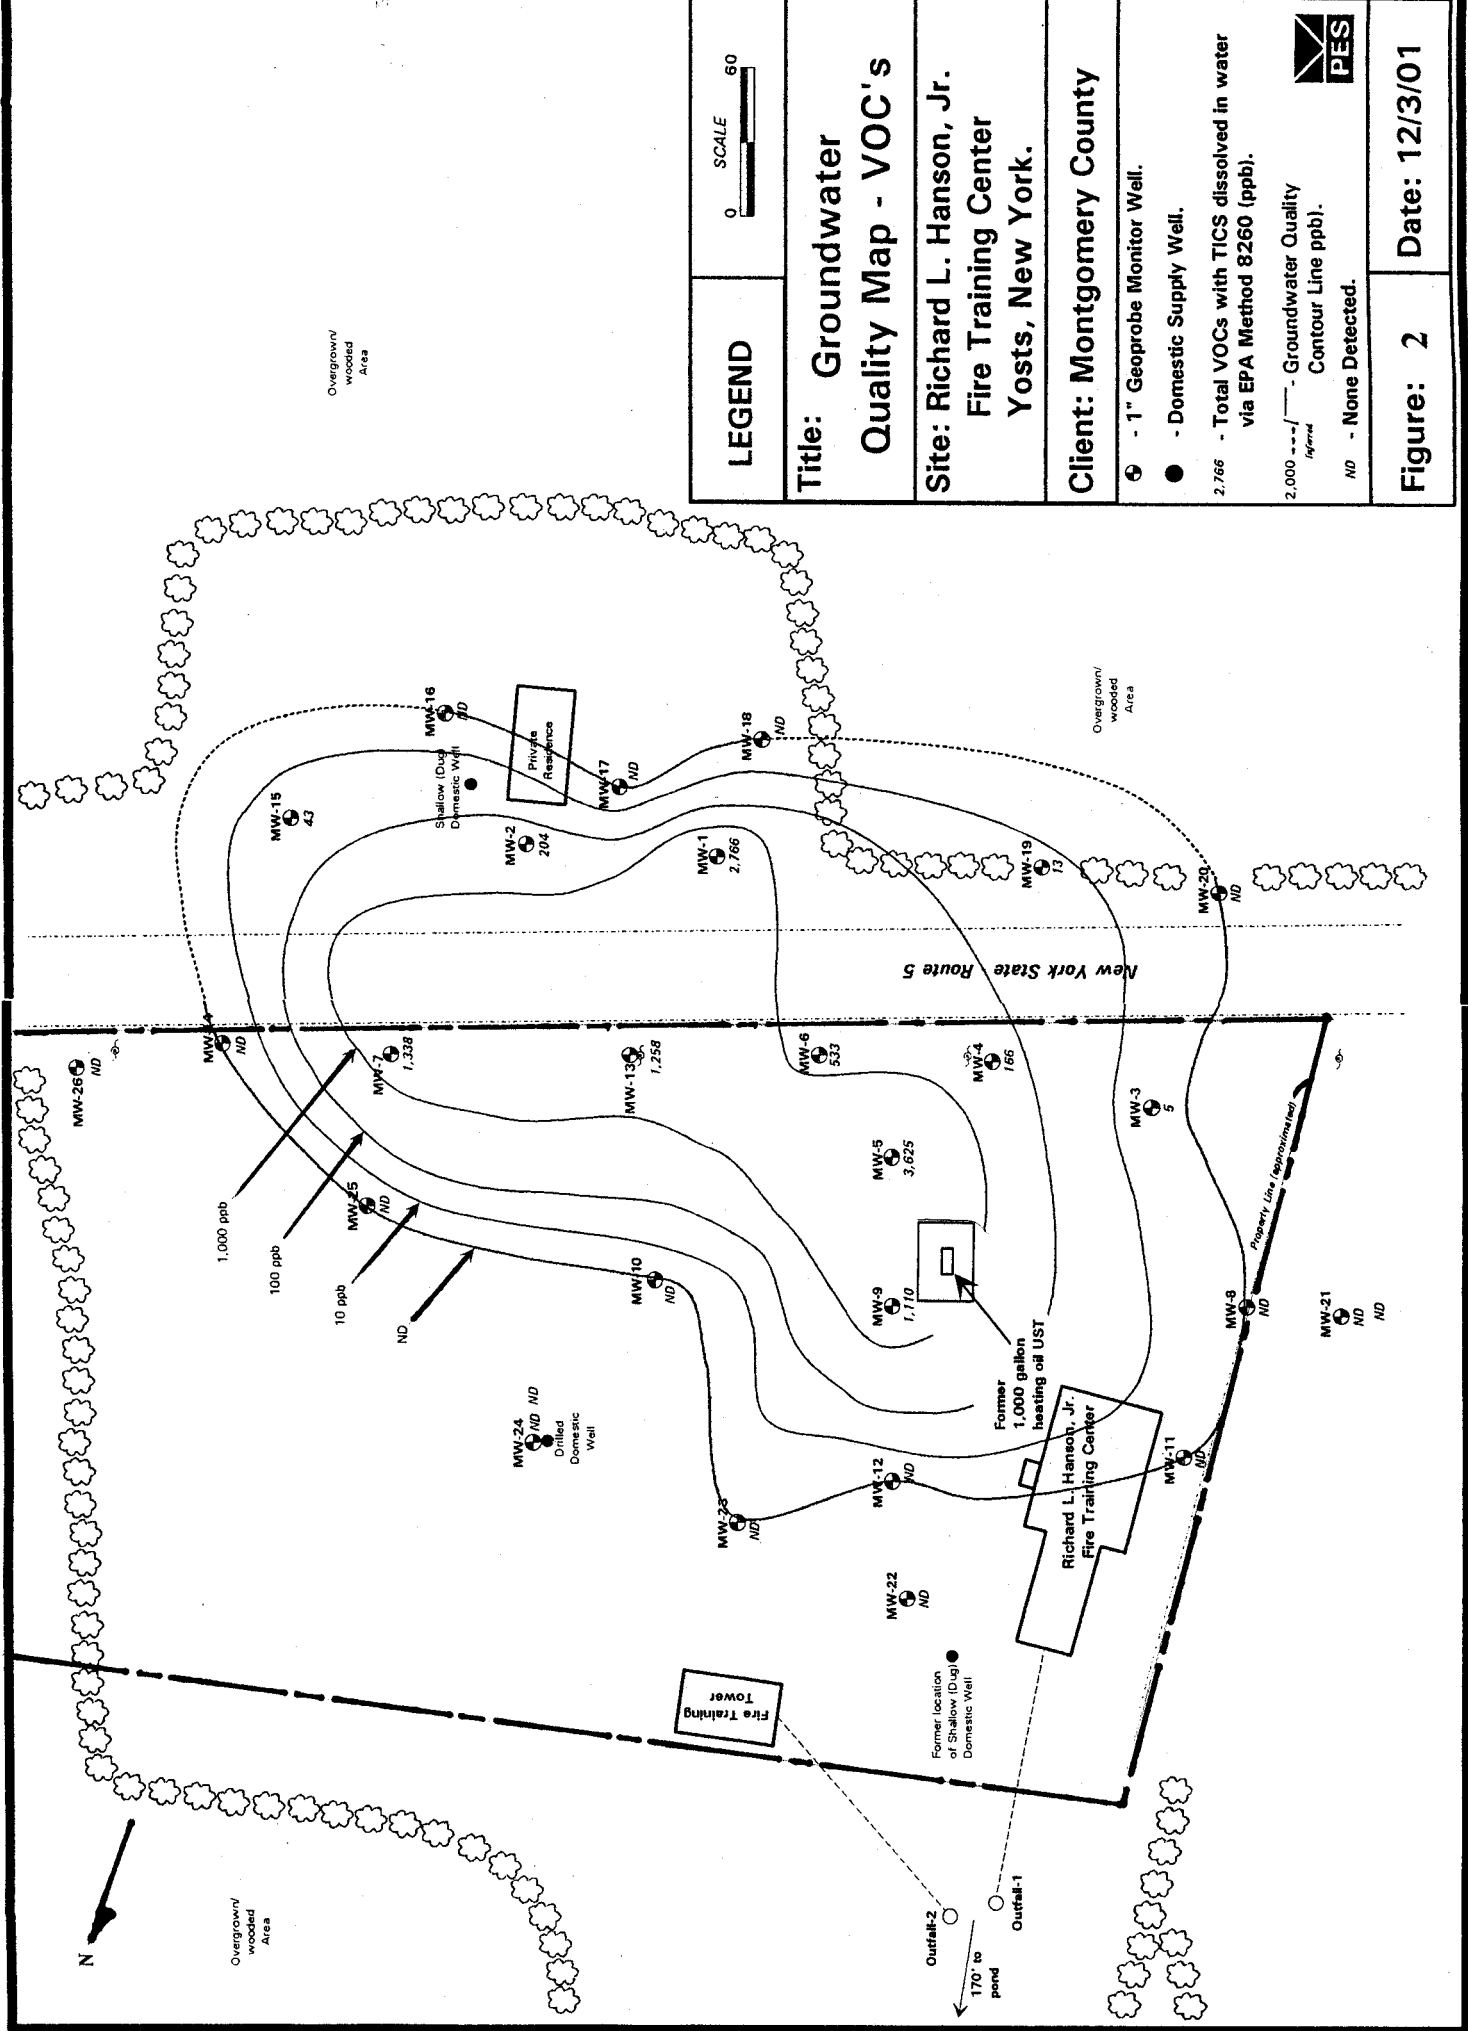 N
Overgrown/
wooded
Area
MW-26
ND
MW-14
ND
MW-25
ND
1,000 ppb
100 ppb
10 ppb
ND
MW-7
1,338
MW-15
43
MW-16
ND
Shallow (Dug)
Domestic Well
Private
Residence
MW-2
204
MW-17
ND
MW-18
ND
MW-1
2,766
MW-13
1,258
MW-10
ND
MW-24
ND ND
Drilled
Domestic
Well
MW-23
ND
MW-12
ND
MW-22
ND
MW-9
1,110
MW-5
3,625
MW-6
533
MW-4
166
MW-3
5
MW-19
13
MW-20
ND
MW-8
ND
MW-21
ND
ND
MW-11
ND
New York State Route 5
Property Line (approximated)
Former
1,000 gallon
heating oil UST
Richard L. Hanson, Jr.
Fire Training Center
Fire Training
Tower
Former location
of Shallow (Dug)
Domestic Well
Outfall-2
Outfall-1
170' to
pond
Overgrown/
wooded
Area
Overgrown/
wooded
Area
LEGEND
SCALE
0 60
Title: Groundwater
Quality Map - VOC's
Site: Richard L. Hanson, Jr.
Fire Training Center
Yosts, New York.
Client: Montgomery County
- 1" Geoprobe Monitor Well.
- Domestic Supply Well.
2,766 - Total VOCs with TICS dissolved in water
via EPA Method 8260 (ppb).
2,000 ---/— - Groundwater Quality
Inferred
Contour Line ppb).
ND - None Detected.
PES
Figure: 2
Date: 12/3/01